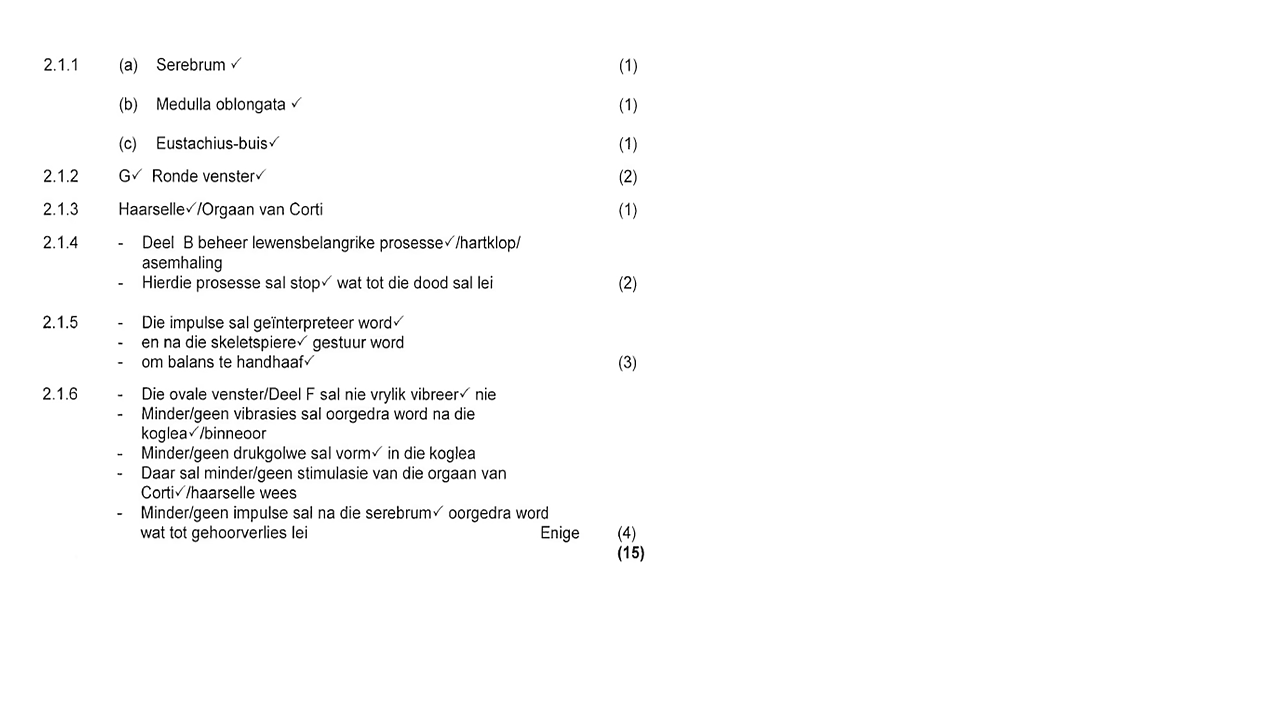 2.1.1 (a) Serebrum ✓ (1)
(b) Medulla oblongata ✓ (1)
(c) Eustachius-buis✓ (1)
2.1.2 G✓ Ronde venster✓ (2)
2.1.3 Haarselle✓/Orgaan van Corti (1)
2.1.4 - Deel B beheer lewensbelangrike prosesse✓/hartklop/
asemhaling
- Hierdie prosesse sal stop✓ wat tot die dood sal lei (2)
2.1.5 - Die impulse sal geïnterpreteer word✓
- en na die skeletspiere✓ gestuur word
- om balans te handhaaf✓ (3)
2.1.6 - Die ovale venster/Deel F sal nie vrylik vibreer✓ nie
- Minder/geen vibrasies sal oorgedra word na die
koglea✓/binneoor
- Minder/geen drukgolwe sal vorm✓ in die koglea
- Daar sal minder/geen stimulasie van die orgaan van
Corti✓/haarselle wees
- Minder/geen impulse sal na die serebrum✓ oorgedra word
wat tot gehoorverlies lei Enige (4)
(15)